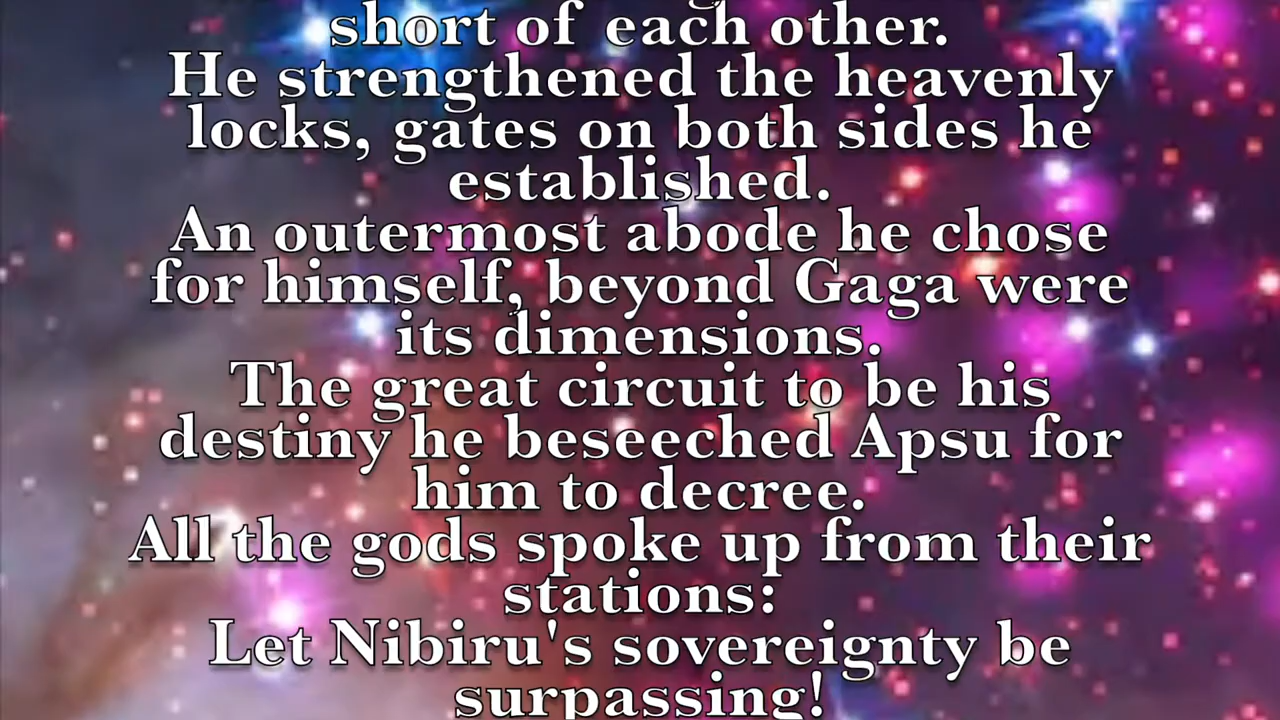 short of each other.
He strengthened the heavenly
locks, gates on both sides he
established.
An outermost abode he chose
for himself, beyond Gaga were
its dimensions.
The great circuit to be his
destiny he beseeched Apsu for
him to decree.
All the gods spoke up from their
stations:
Let Nibiru's sovereignty be
surpassing!